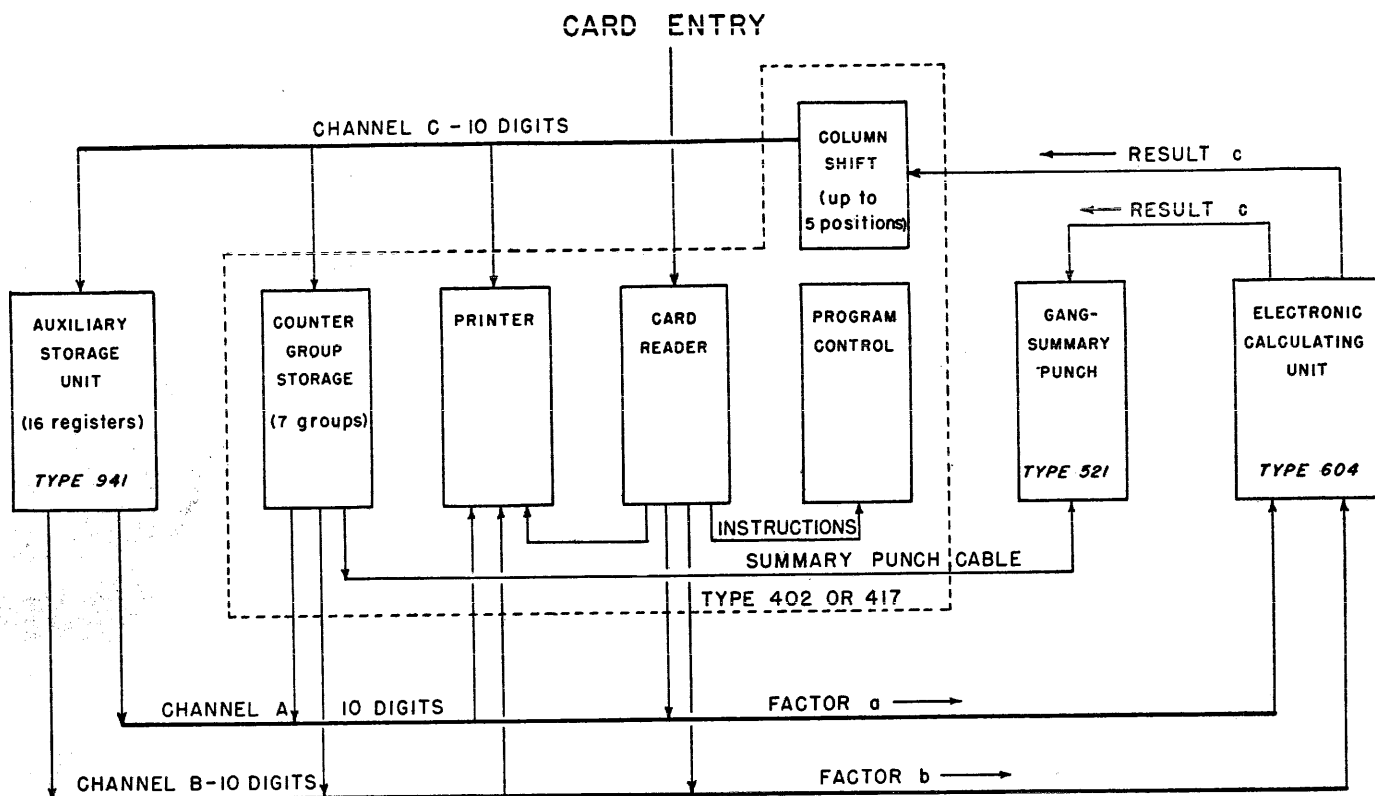 CARD ENTRY
CHANNEL C - 10 DIGITS
COLUMN
SHIFT
(up to
5 positions)
RESULT c
RESULT c
AUXILIARY
STORAGE
UNIT
(16 registers)
TYPE 941
COUNTER
GROUP
STORAGE
(7 groups)
PRINTER
CARD
READER
PROGRAM
CONTROL
GANG-
SUMMARY
PUNCH
TYPE 521
ELECTRONIC
CALCULATING
UNIT
TYPE 604
INSTRUCTIONS
SUMMARY PUNCH CABLE
TYPE 402 OR 417
CHANNEL A 10 DIGITS
FACTOR a
CHANNEL B-10 DIGITS
FACTOR b